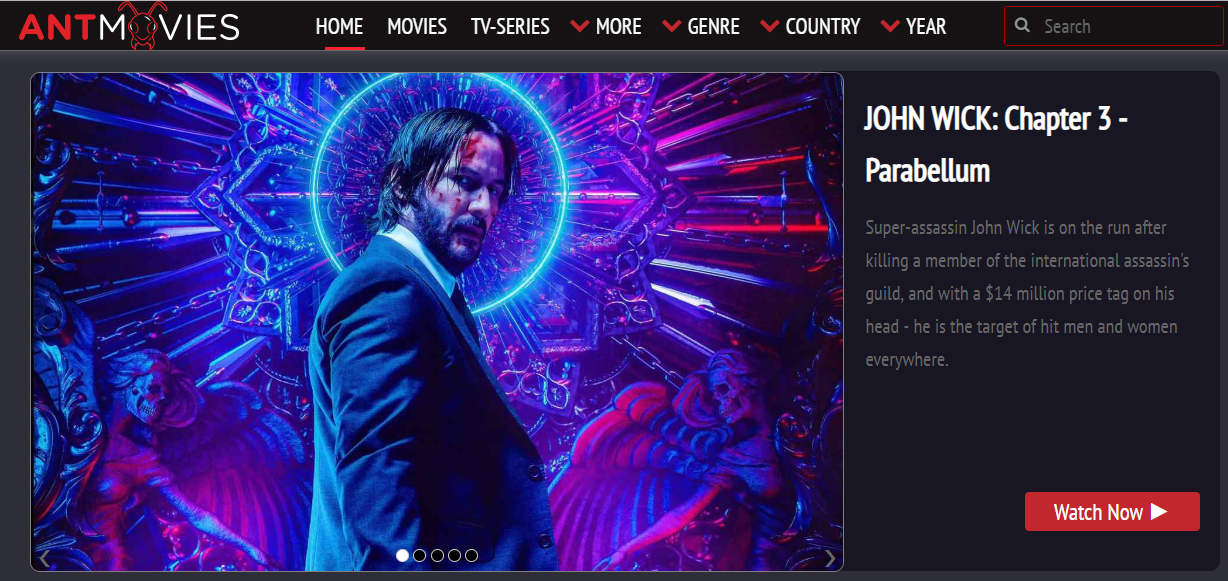 ANTMOVIES
HOME MOVIES TV-SERIES MORE GENRE COUNTRY YEAR
Search
JOHN WICK: Chapter 3 -
Parabellum
Super-assassin John Wick is on the run after
killing a member of the international assassin's
guild, and with a $14 million price tag on his
head - he is the target of hit men and women
everywhere.
Watch Now